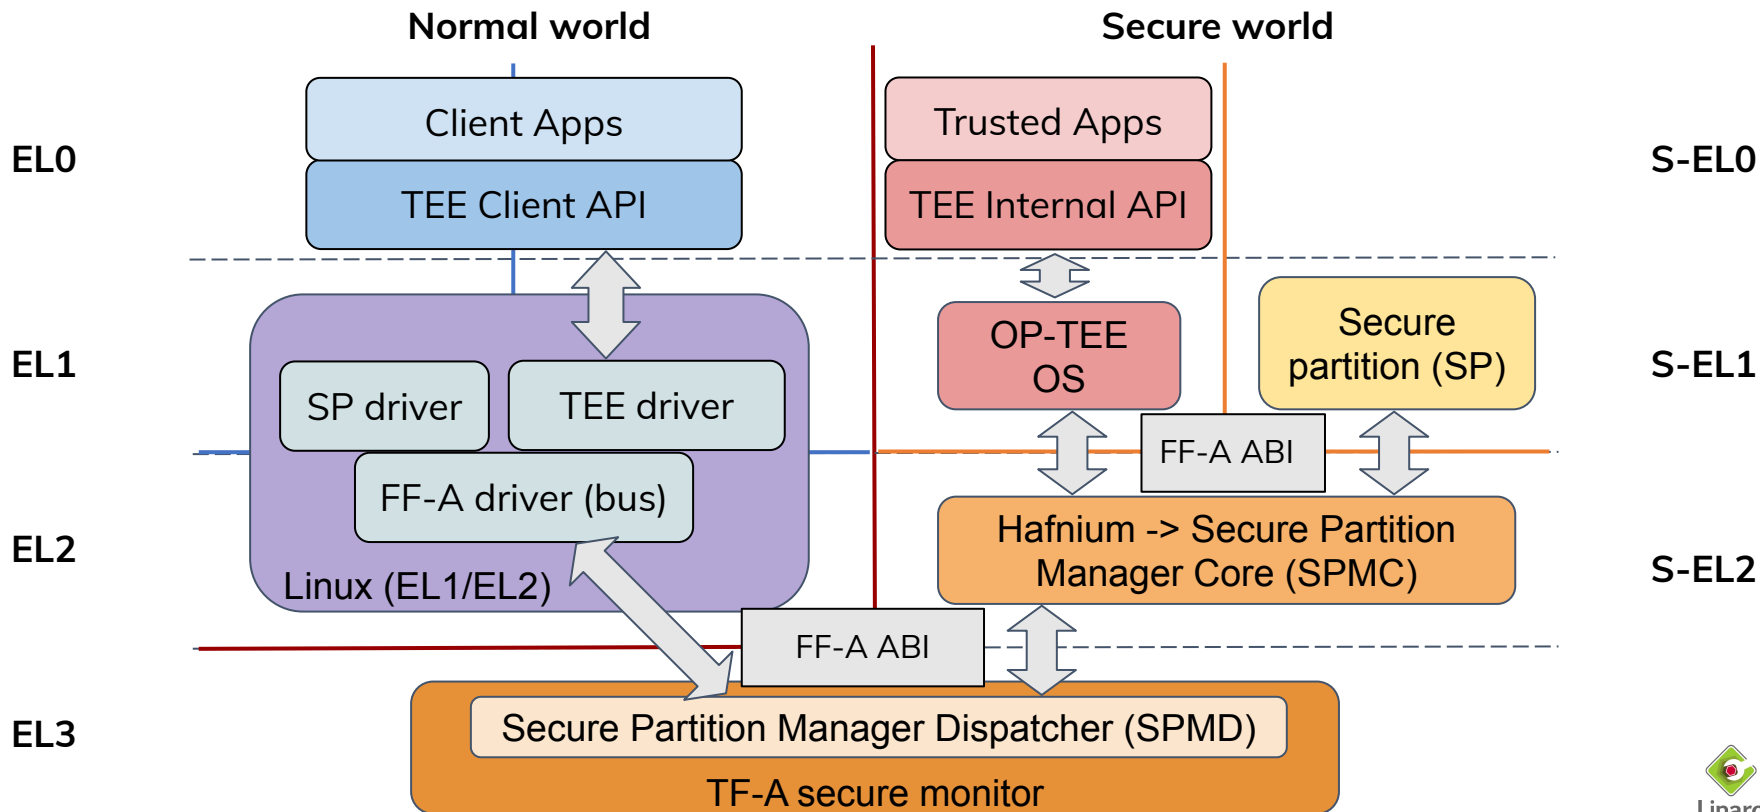 Normal world
Secure world
EL0
Client Apps
TEE Client API
Trusted Apps
TEE Internal API
S-EL0
EL1
SP driver
TEE driver
OP-TEE
OS
Secure
partition (SP)
S-EL1
FF-A ABI
EL2
FF-A driver (bus)
Linux (EL1/EL2)
Hafnium -> Secure Partition
Manager Core (SPMC)
S-EL2
FF-A ABI
EL3
Secure Partition Manager Dispatcher (SPMD)
TF-A secure monitor